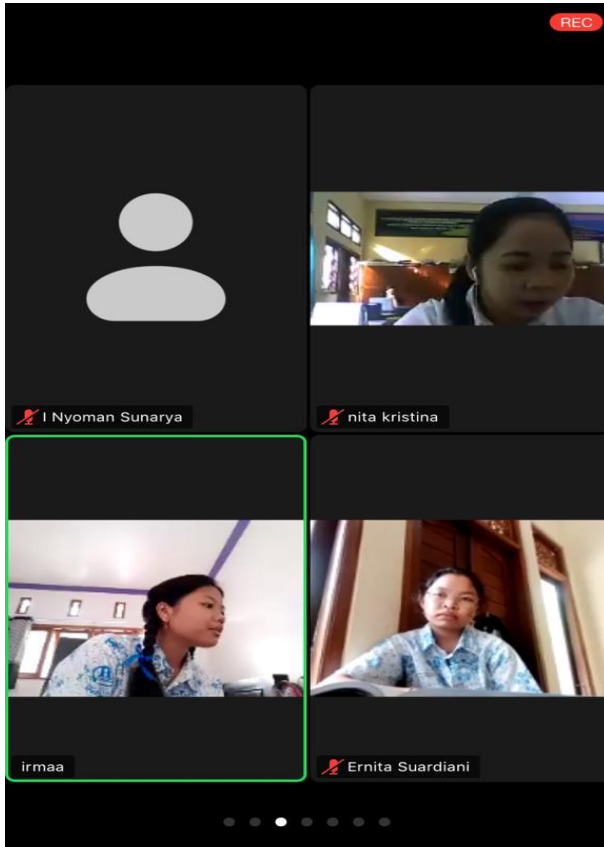 REC
I Nyoman Sunarya
nita kristina
irmaa
Ernita Suardiani